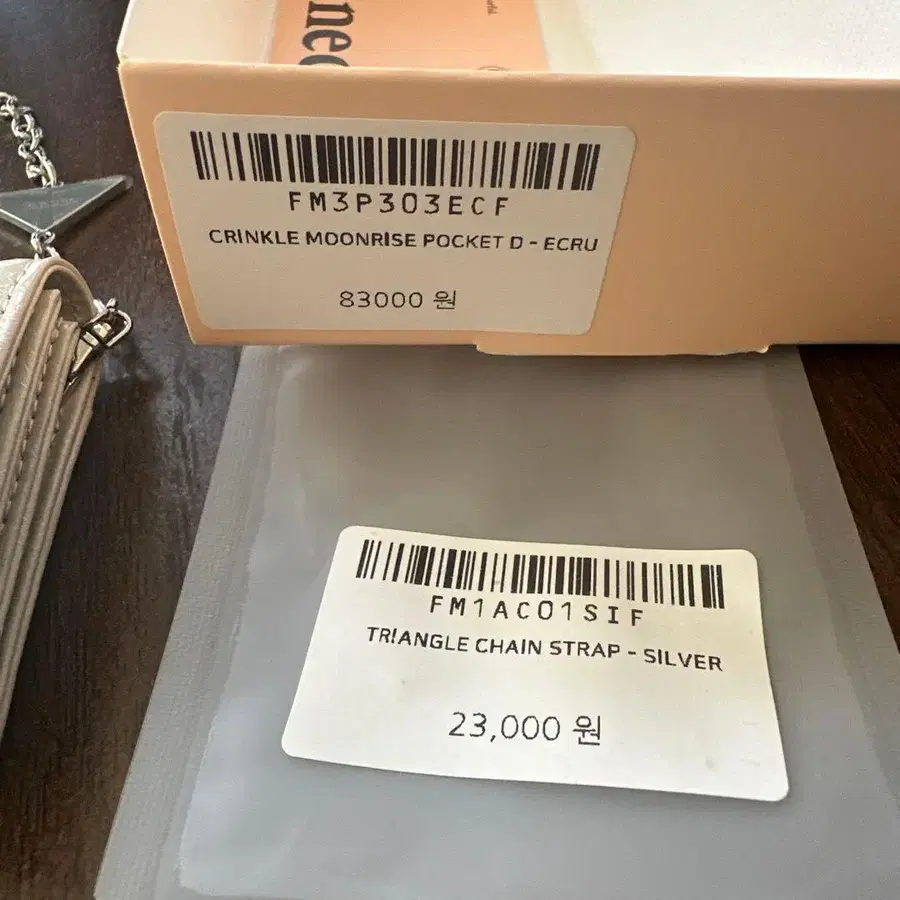 FM3P303ECF
CRINKLE MOONRISE POCKET D - ECRU
83000 원
FM1AC01SIF
TRIANGLE CHAIN STRAP - SILVER
23,000 원